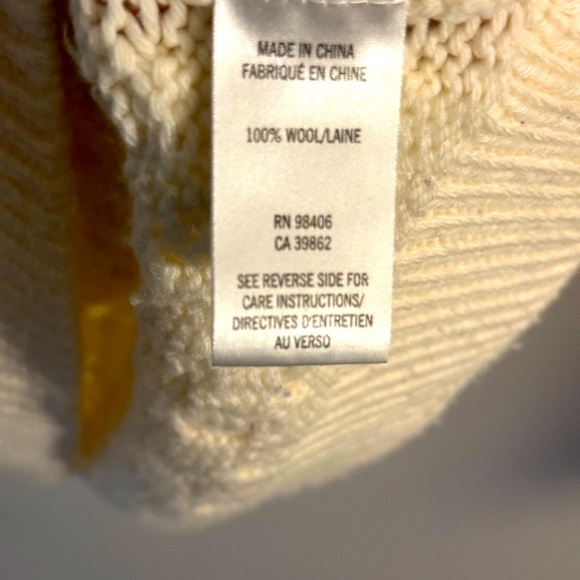 MADE IN CHINA
FABRIQUÉ EN CHINE
100% WOOL/LAINE
RN 98406
CA 39862
SEE REVERSE SIDE FOR
CARE INSTRUCTIONS/
DIRECTIVES D'ENTRETIEN
AU VERSO